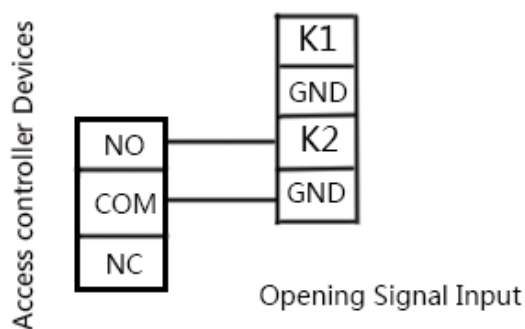 Access controller Devices
NO
COM
NC
K1
GND
K2
GND
Opening Signal Input